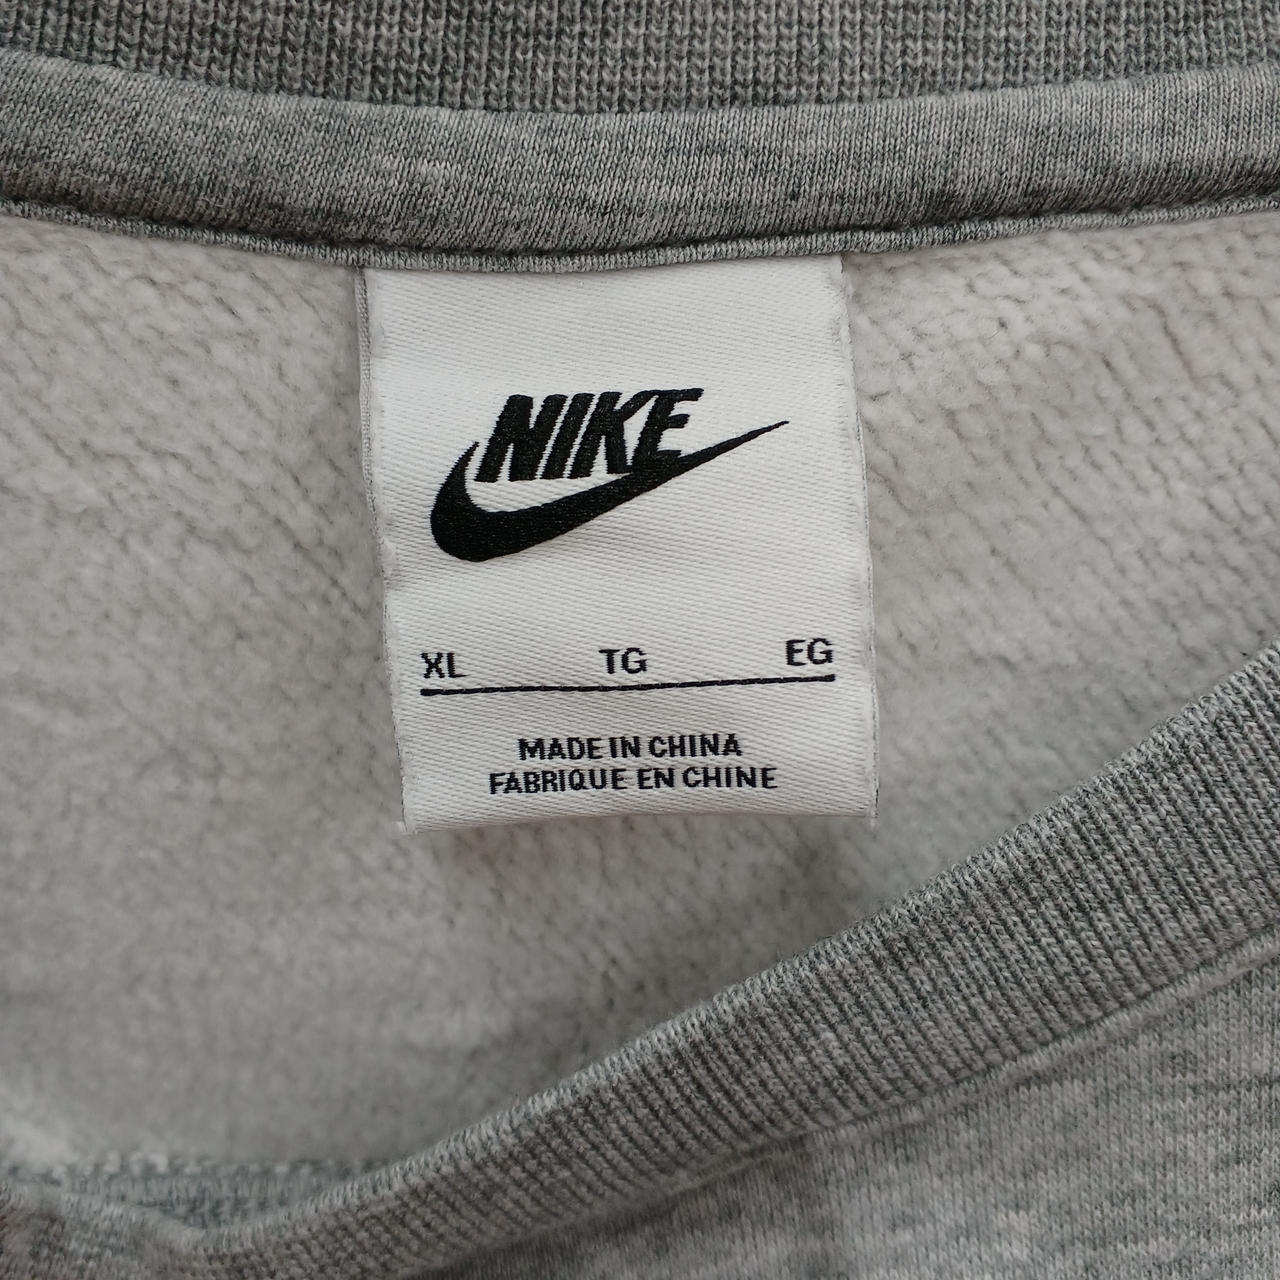 NIKE
XL TG EG
MADE IN CHINA
FABRIQUE EN CHINE